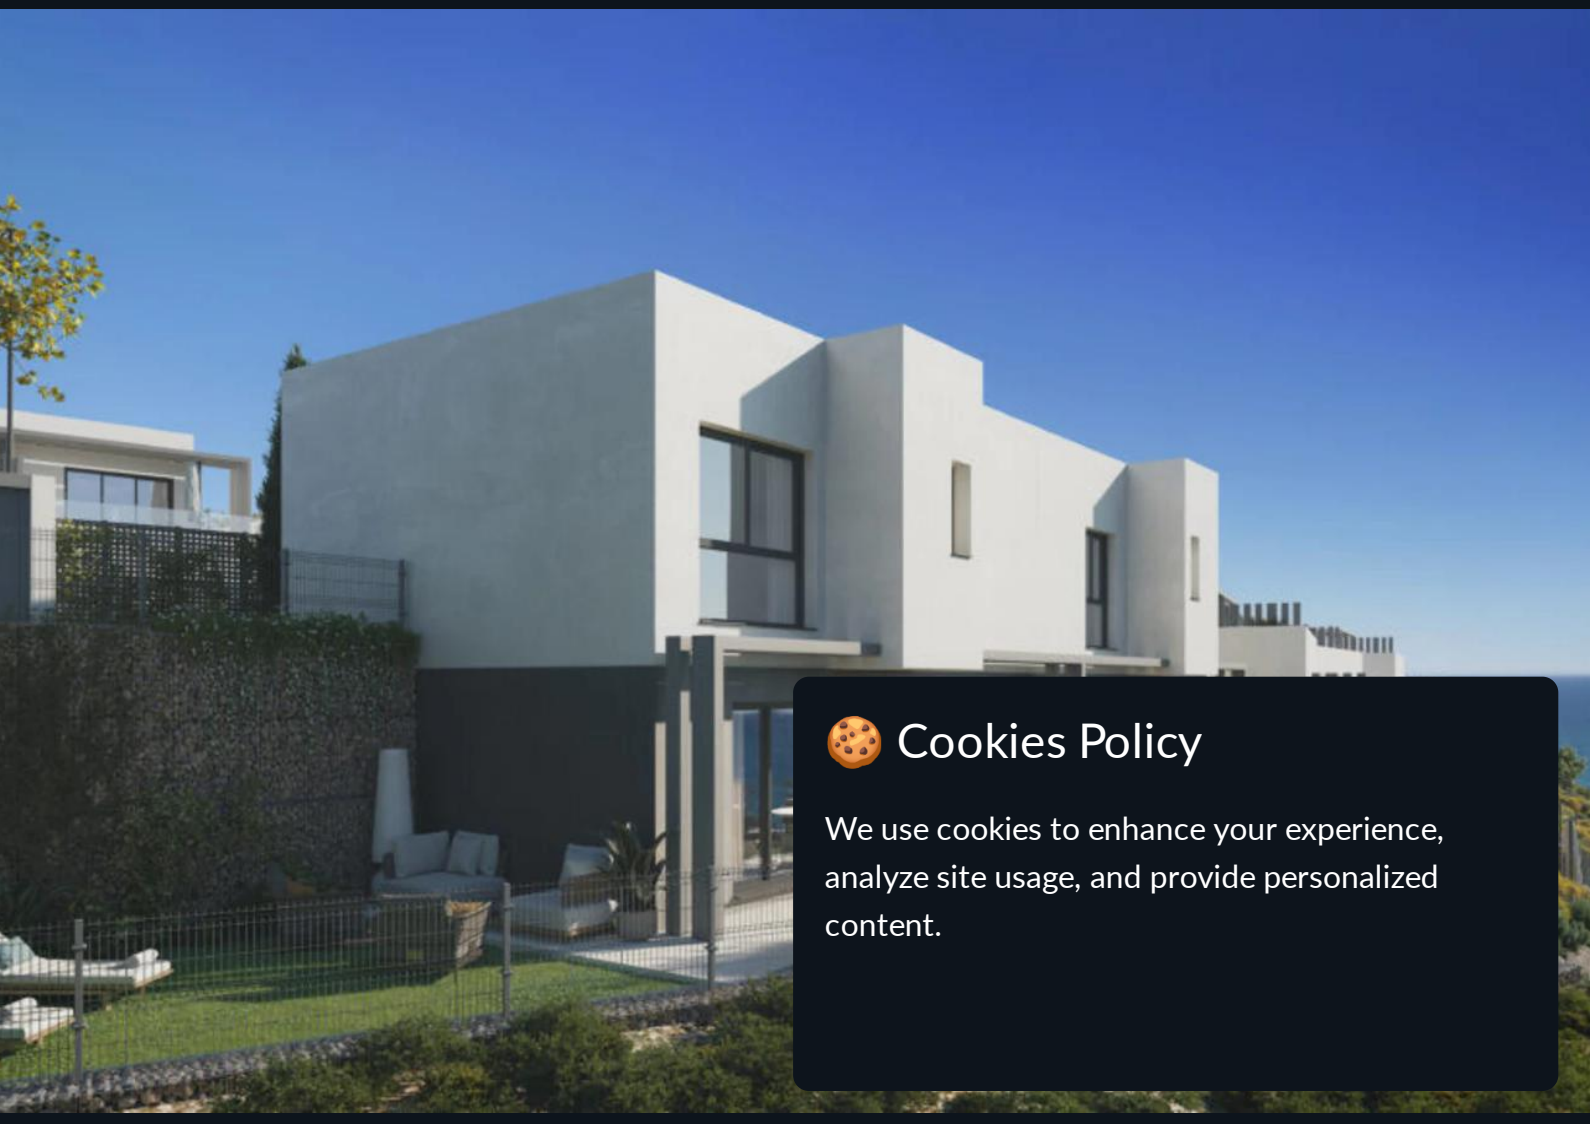 🍪 Cookies Policy
We use cookies to enhance your experience,
analyze site usage, and provide personalized
content.